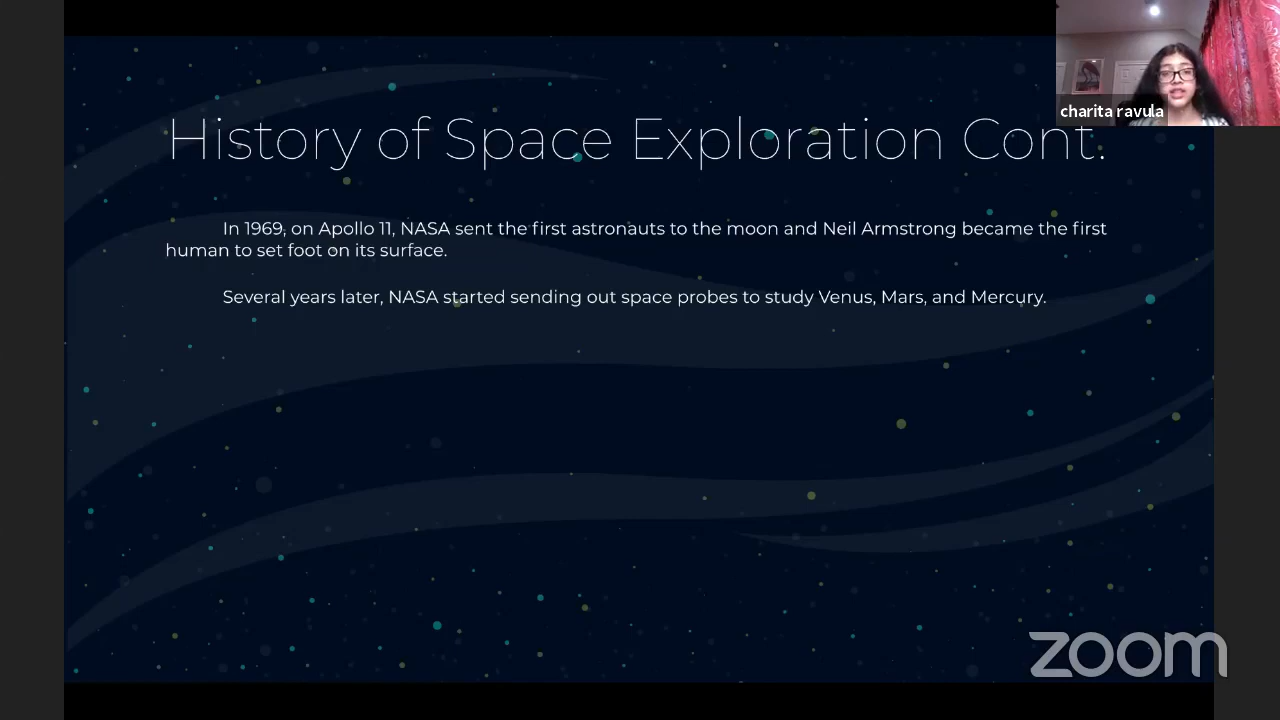 charita ravula
History of Space Exploration Cont.
In 1969, on Apollo 11, NASA sent the first astronauts to the moon and Neil Armstrong became the first
human to set foot on its surface.
Several years later, NASA started sending out space probes to study Venus, Mars, and Mercury.
zoom